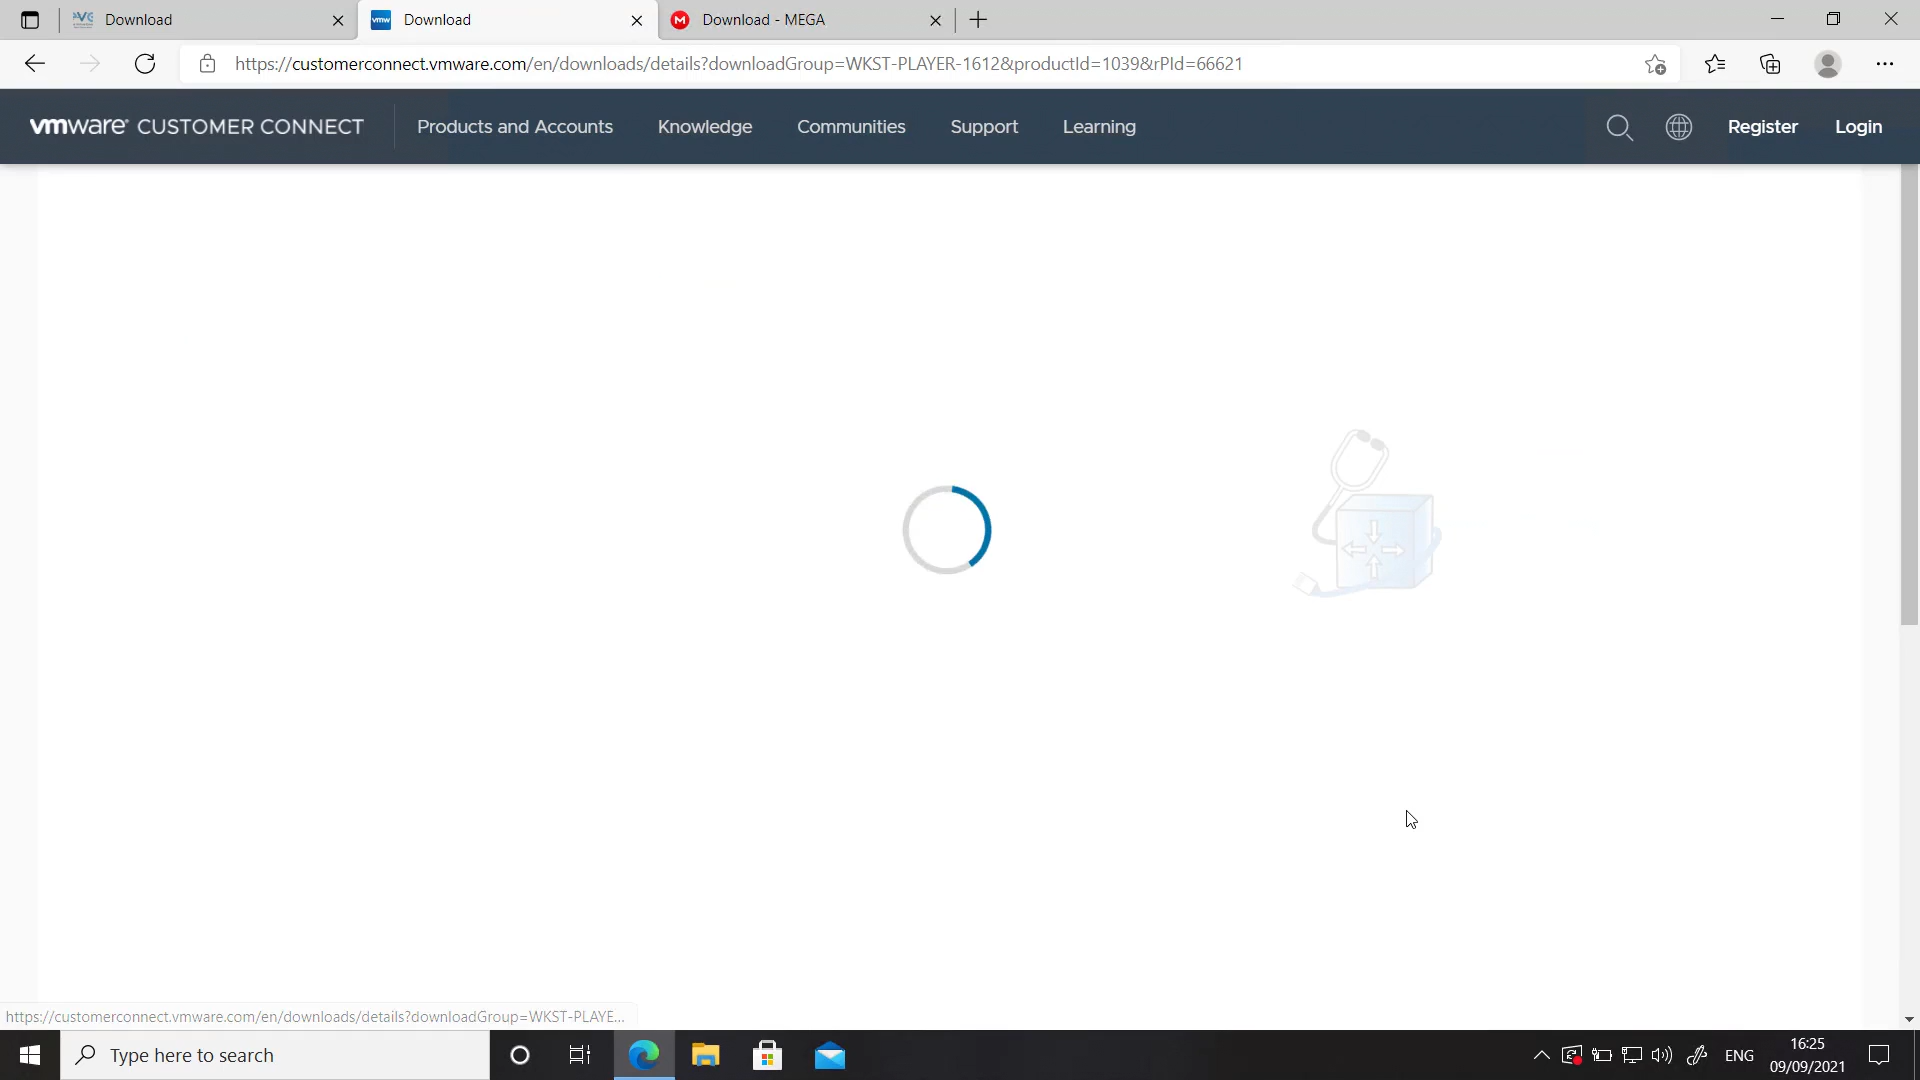 Download
vmw
Download
Download - MEGA
https://customerconnect.vmware.com/en/downloads/details?downloadGroup=WKST-PLAYER-1612&productId=1039&rPId=66621
vmware® CUSTOMER CONNECT
Products and Accounts
Knowledge
Communities
Support
Learning
Register
Login
https://customerconnect.vmware.com/en/downloads/details?downloadGroup=WKST-PLAYE...
Type here to search
ENG
16:25
09/09/2021